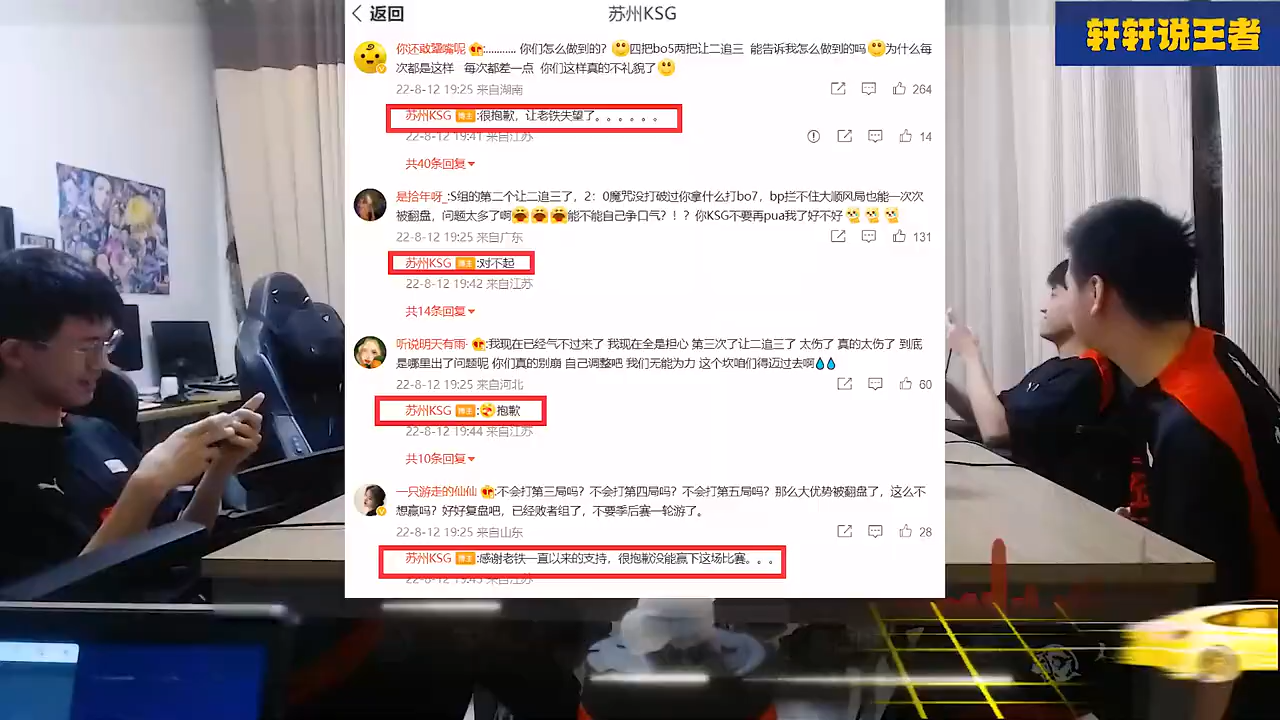 返回
苏州KSG
轩轩说王者
你还敢犟嘴呢:........... 你们怎么做到的？四把bo5两把让二追三 能告诉我怎么做到的吗为什么每
次都是这样 每次都差一点 你们这样真的不礼貌了
22-8-12 19:25 来自湖南
264
苏州KSG 博主:很抱歉，让老铁失望了。。。。。。
22-8-12 19:41 来自江苏
14
共40条回复
是拾年呀_:S组的第二个让二追三了，2：0魔咒没打破过你拿什么打bo7，bp拦不住大顺风局也能一次次
被翻盘，问题太多了啊能不能自己争口气？！？你KSG不要再pua我了好不好
22-8-12 19:25 来自广东
131
苏州KSG 博主:对不起
22-8-12 19:42 来自江苏
共14条回复
听说明天有雨-:我现在已经气不过来了 我现在全是担心 第三次了让二追三了 太伤了 真的太伤了 到底
是哪里出了问题呢 你们真的别崩 自己调整吧 我们无能为力 这个坎咱们得迈过去啊
22-8-12 19:25 来自河北
60
苏州KSG 博主:抱歉
22-8-12 19:44 来自江苏
共10条回复
一只游走的仙仙:不会打第三局吗？不会打第四局吗？不会打第五局吗？那么大优势被翻盘了，这么不
想赢吗？好好复盘吧，已经败者组了，不要季后赛一轮游了。
22-8-12 19:25 来自山东
28
苏州KSG 博主:感谢老铁一直以来的支持，很抱歉没能赢下这场比赛。。。
22-8-12 19:45 来自江苏